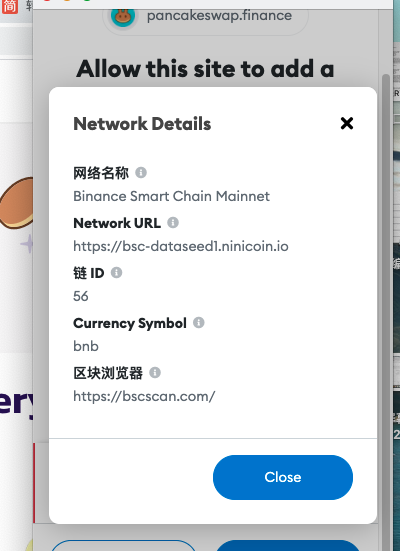 简
pancakeswap.finance
Allow this site to add a
Network Details
网络名称
Binance Smart Chain Mainnet
Network URL
https://bsc-dataseed1.ninicoin.io
链 ID
56
Currency Symbol
bnb
区块浏览器
https://bscscan.com/
Close